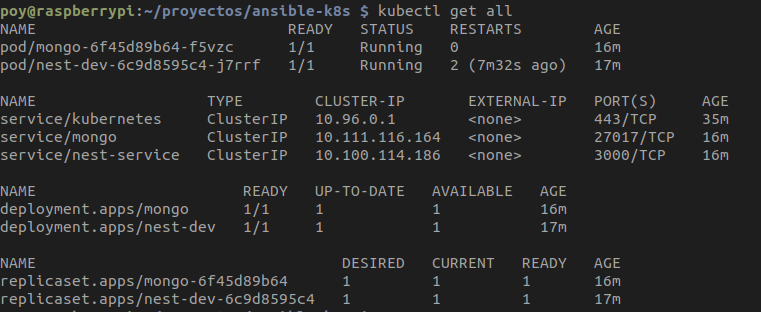 poy@raspberrypi:~/proyectos/ansible-k8s $ kubectl get all
NAME READY STATUS RESTARTS AGE
pod/mongo-6f45d89b64-f5vzc 1/1 Running 0 16m
pod/nest-dev-6c9d8595c4-j7rrf 1/1 Running 2 (7m32s ago) 17m
NAME TYPE CLUSTER-IP EXTERNAL-IP PORT(S) AGE
service/kubernetes ClusterIP 10.96.0.1 <none> 443/TCP 35m
service/mongo ClusterIP 10.111.116.164 <none> 27017/TCP 16m
service/nest-service ClusterIP 10.100.114.186 <none> 3000/TCP 16m
NAME READY UP-TO-DATE AVAILABLE AGE
deployment.apps/mongo 1/1 1 1 16m
deployment.apps/nest-dev 1/1 1 1 17m
NAME DESIRED CURRENT READY AGE
replicaset.apps/mongo-6f45d89b64 1 1 1 16m
replicaset.apps/nest-dev-6c9d8595c4 1 1 1 17m